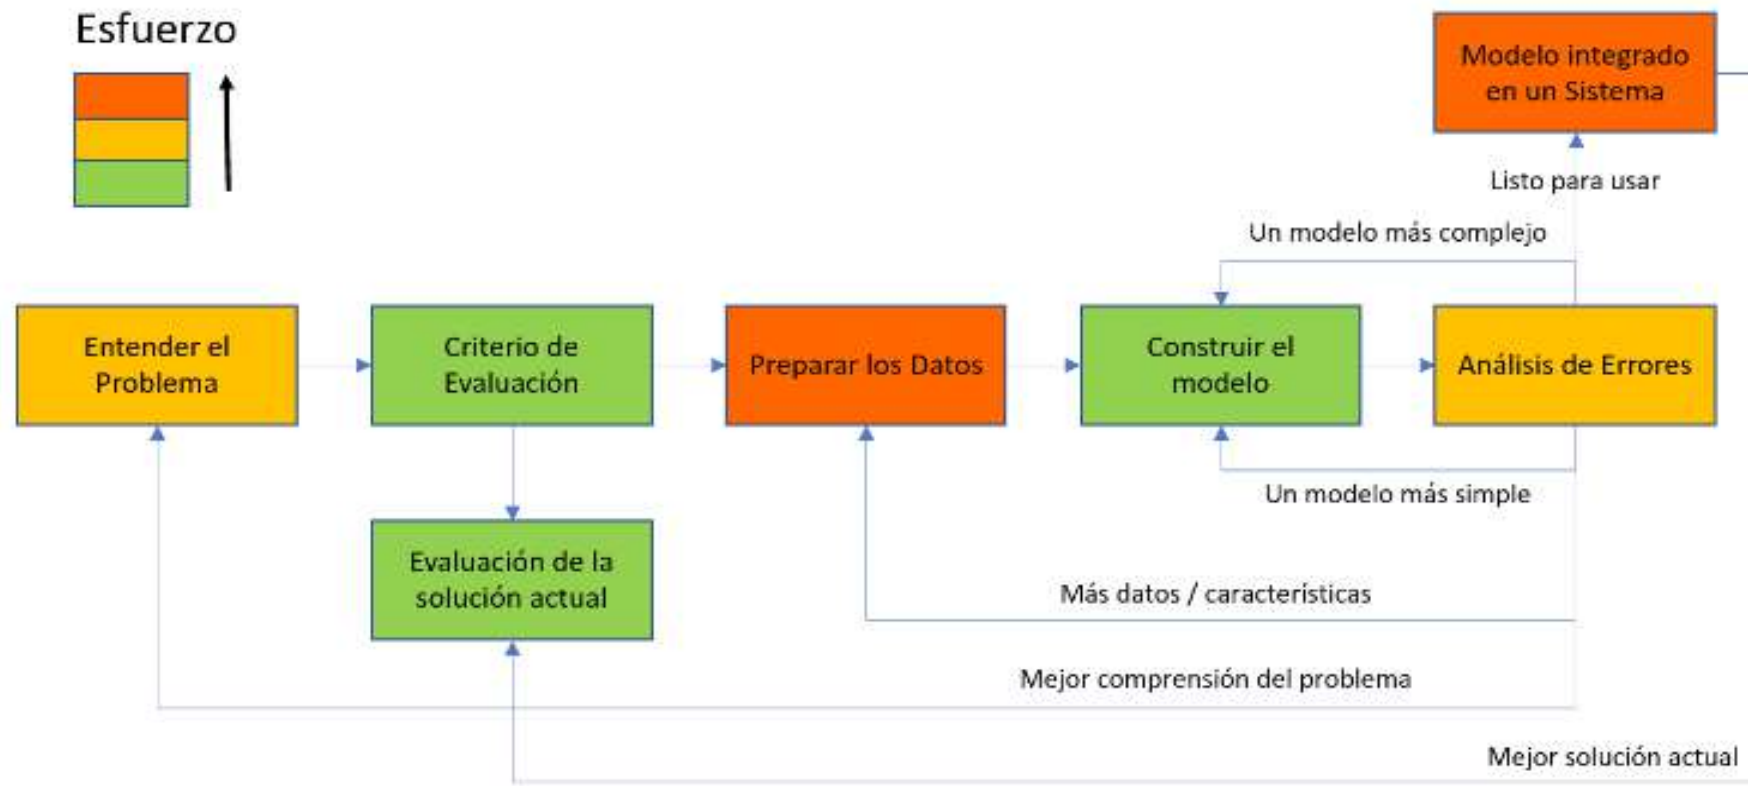 Esfuerzo
Modelo integrado
en un Sistema
Listo para usar
Un modelo más complejo
Entender el
Problema
Criterio de
Evaluación
Preparar los Datos
Construir el
modelo
Análisis de Errores
Un modelo más simple
Evaluación de la
solución actual
Más datos / características
Mejor comprensión del problema
Mejor solución actual